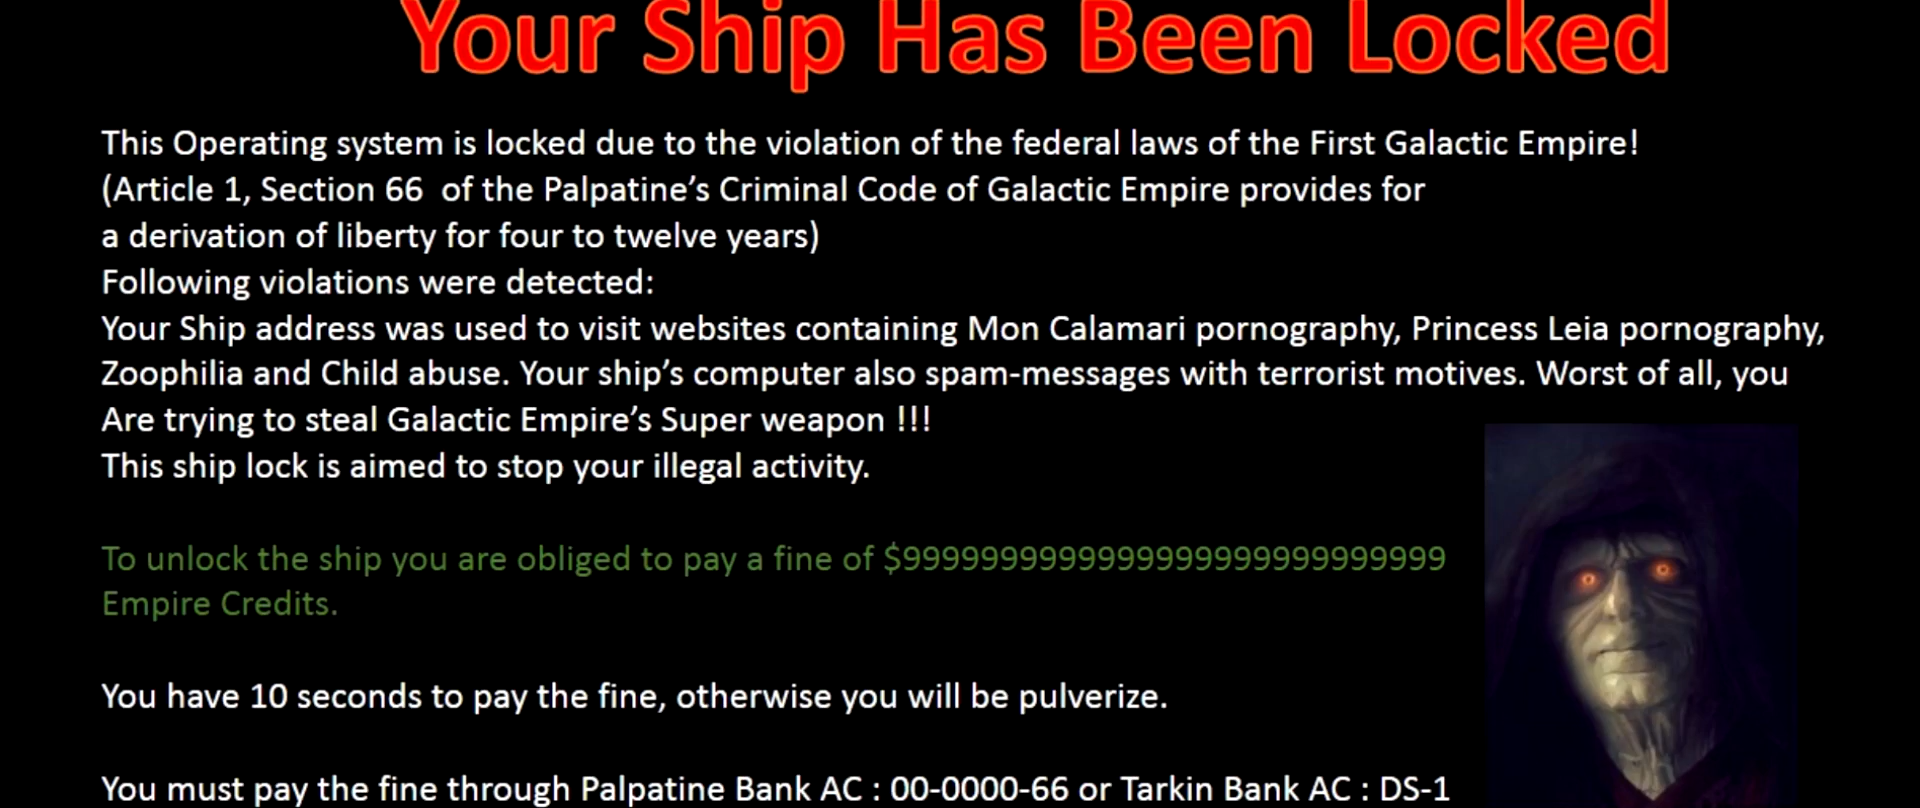 Your Ship Has Been Locked
This Operating system is locked due to the violation of the federal laws of the First Galactic Empire!
(Article 1, Section 66  of the Palpatine’s Criminal Code of Galactic Empire provides for
a derivation of liberty for four to twelve years)
Following violations were detected:
Your Ship address was used to visit websites containing Mon Calamari pornography, Princess Leia pornography,
Zoophilia and Child abuse. Your ship’s computer also spam-messages with terrorist motives. Worst of all, you
Are trying to steal Galactic Empire’s Super weapon !!!
This ship lock is aimed to stop your illegal activity.
To unlock the ship you are obliged to pay a fine of $99999999999999999999999999999
Empire Credits.
You have 10 seconds to pay the fine, otherwise you will be pulverize.
You must pay the fine through Palpatine Bank AC : 00-0000-66 or Tarkin Bank AC : DS-1